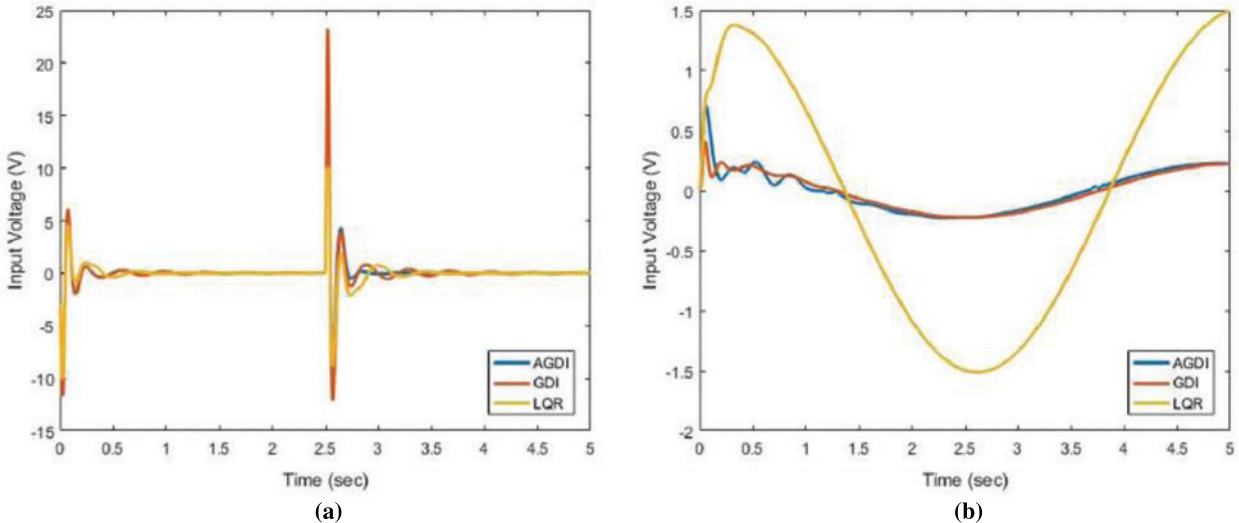 25
20
15
10
5
0
-5
-10
-15
Input Voltage (V)
0 0.5 1 1.5 2 2.5 3 3.5 4 4.5 5
Time (sec)
AGDI
GDI
LQR
(a)
1.5
1
0.5
0
-0.5
-1
-1.5
-2
Input Voltage (V)
0 0.5 1 1.5 2 2.5 3 3.5 4 4.5 5
Time (sec)
AGDI
GDI
LQR
(b)